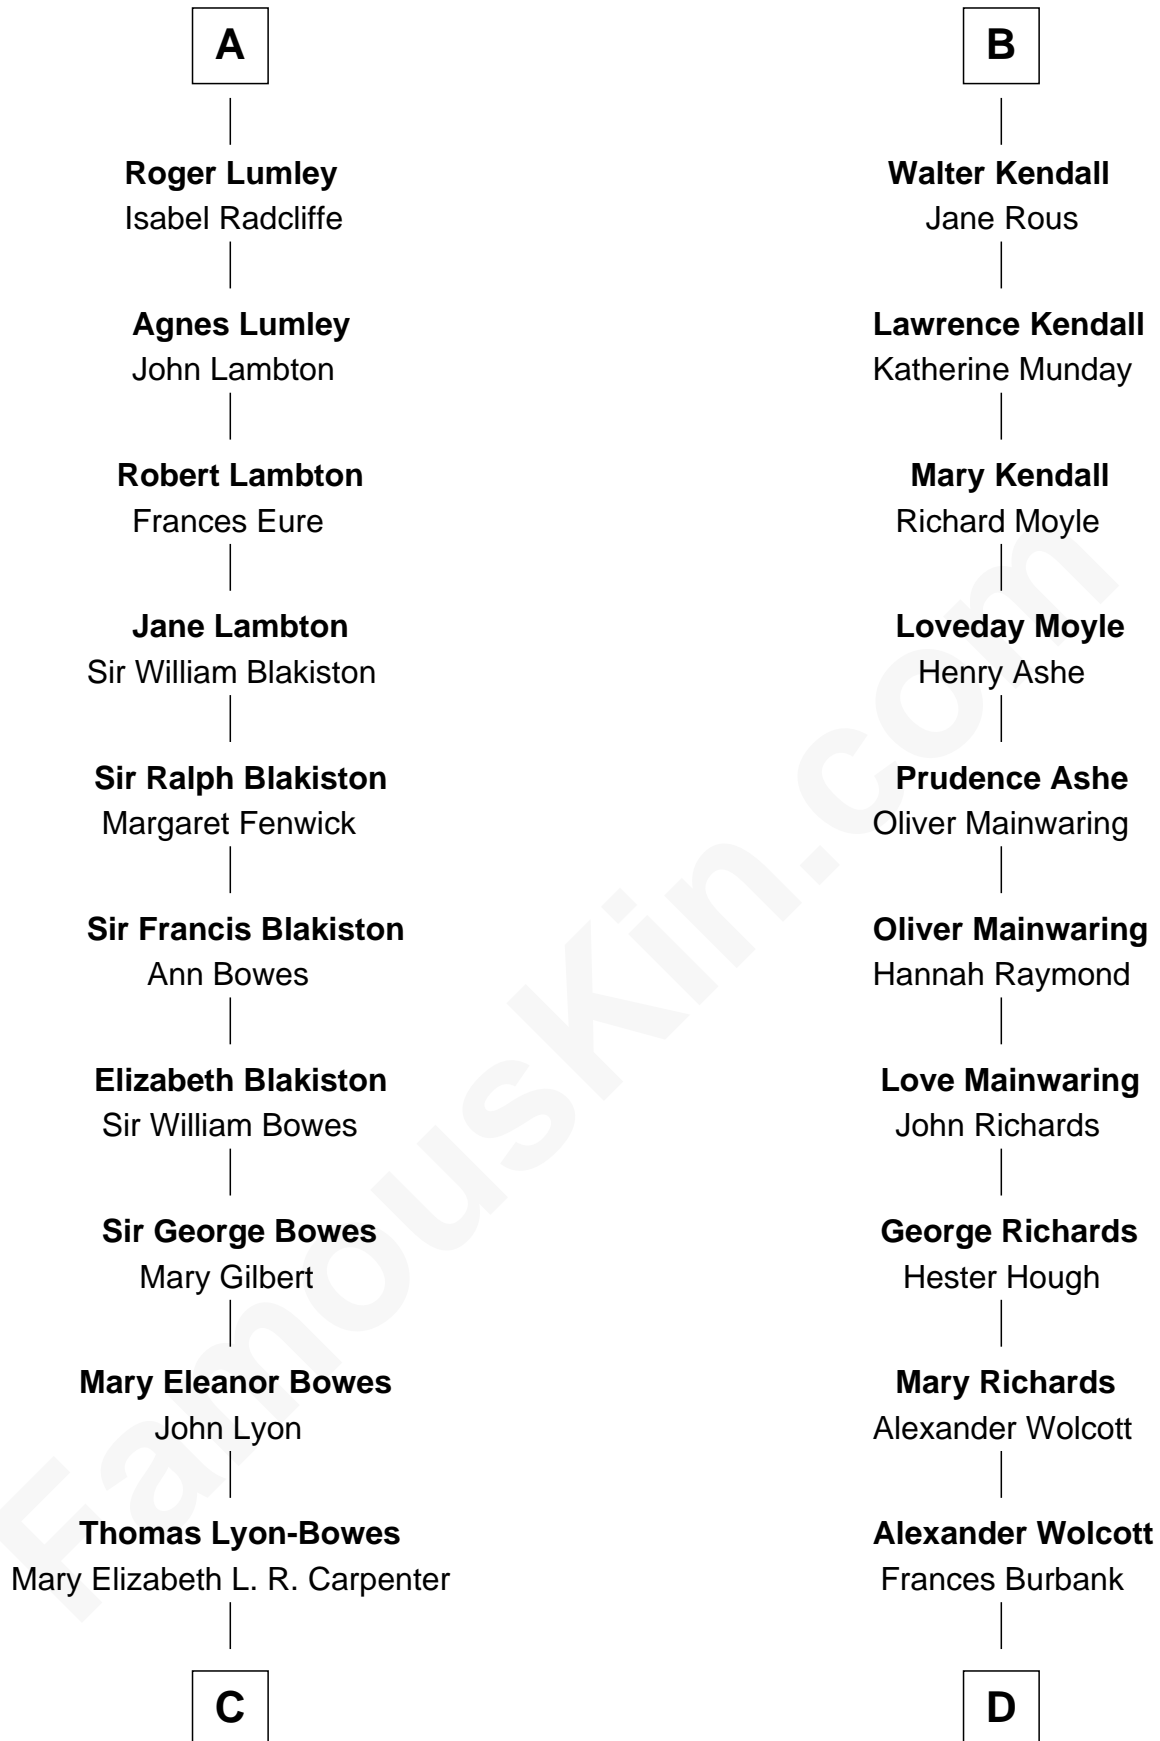 A
Roger Lumley
Isabel Radcliffe
Agnes Lumley
John Lambton
Robert Lambton
Frances Eure
Jane Lambton
Sir William Blakiston
Sir Ralph Blakiston
Margaret Fenwick
Sir Francis Blakiston
Ann Bowes
Elizabeth Blakiston
Sir William Bowes
Sir George Bowes
Mary Gilbert
Mary Eleanor Bowes
John Lyon
Thomas Lyon-Bowes
Mary Elizabeth L. R. Carpenter
C
B
Walter Kendall
Jane Rous
Lawrence Kendall
Katherine Munday
Mary Kendall
Richard Moyle
Loveday Moyle
Henry Ashe
Prudence Ashe
Oliver Mainwaring
Oliver Mainwaring
Hannah Raymond
Love Mainwaring
John Richards
George Richards
Hester Hough
Mary Richards
Alexander Wolcott
Alexander Wolcott
Frances Burbank
D
FamousKin.com